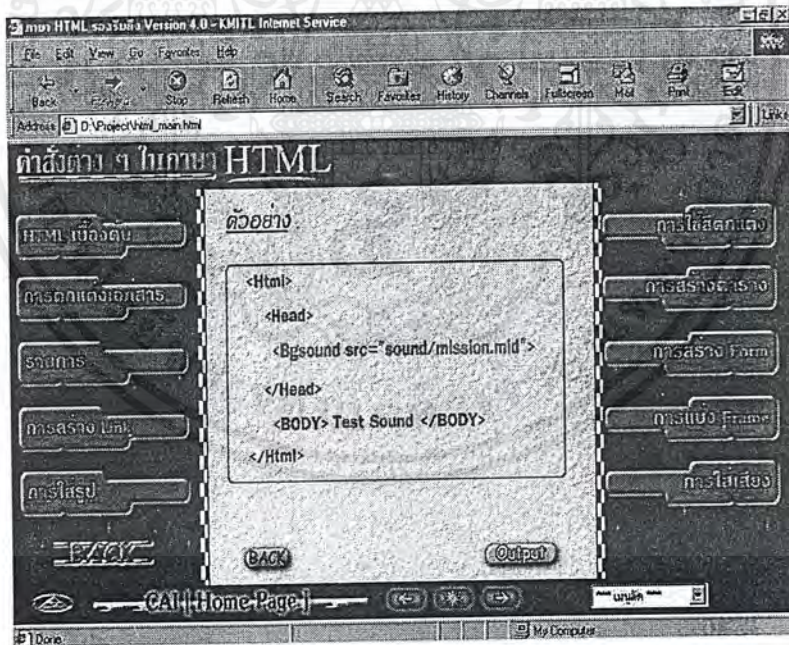 ภาษา HTML รองรับถึง Version 4.0 - KMITL Internet Service
File Edit View Go Favorites Help
Back Forward Stop Refresh Home Search Favorites History Channels Fullscreen Mail Print Edit
Address D:\Project\html_main.html Links
คำสั่งต่าง ๆ ในภาษา HTML
HTML เบื้องต้น
การตกแต่งเอกสาร
รายการ
การสร้าง Link
การใส่รูป
BACK
ตัวอย่าง
<Html>
<Head>
<Bgsound src="sound/mission.mid">
</Head>
<BODY> Test Sound </BODY>
</Html>
BACK Output
การใช้สีตกแต่ง
การสร้างตาราง
การสร้าง Form
การแบ่ง Frame
การใส่เสียง
CAI [ Home Page ]
*** เมนูลัด ***
Done My Computer